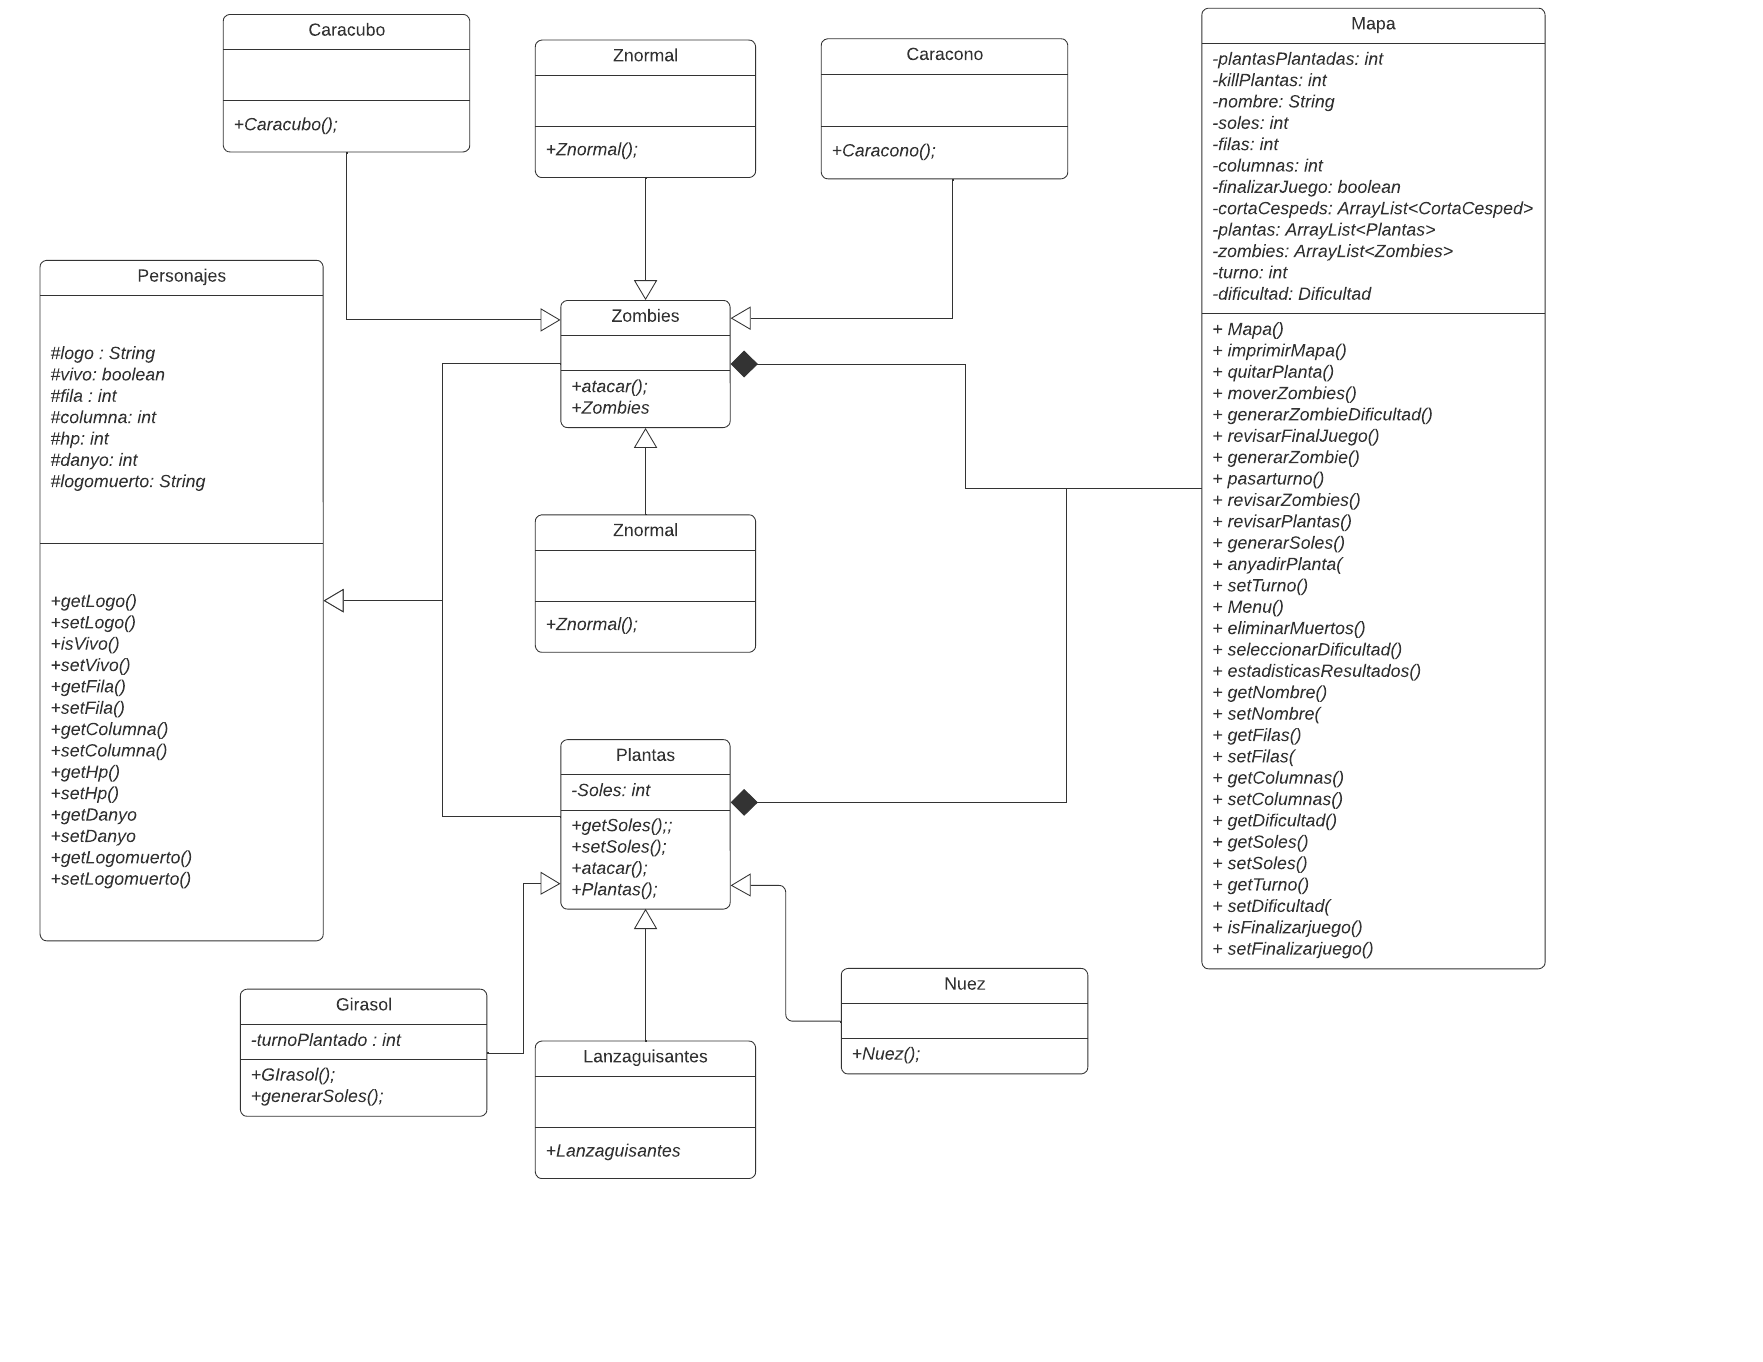 Caracubo
+Caracubo();
Znormal
+Znormal();
Caracono
+Caracono();
Mapa
-plantasPlantadas: int
-killPlantas: int
-nombre: String
-soles: int
-filas: int
-columnas: int
-finalizarJuego: boolean
-cortaCespeds: ArrayList<CortaCesped>
-plantas: ArrayList<Plantas>
-zombies: ArrayList<Zombies>
-turno: int
-dificultad: Dificultad
+ Mapa()
+ imprimirMapa()
+ quitarPlanta()
+ moverZombies()
+ generarZombieDificultad()
+ revisarFinalJuego()
+ generarZombie()
+ pasarturno()
+ revisarZombies()
+ revisarPlantas()
+ generarSoles()
+ anyadirPlanta(
+ setTurno()
+ Menu()
+ eliminarMuertos()
+ seleccionarDificultad()
+ estadisticasResultados()
+ getNombre()
+ setNombre(
+ getFilas()
+ setFilas(
+ getColumnas()
+ setColumnas()
+ getDificultad()
+ getSoles()
+ setSoles()
+ getTurno()
+ setDificultad(
+ isFinalizarjuego()
+ setFinalizarjuego()
Personajes
#logo : String
#vivo: boolean
#fila : int
#columna: int
#hp: int
#danyo: int
#logomuerto: String
+getLogo()
+setLogo()
+isVivo()
+setVivo()
+getFila()
+setFila()
+getColumna()
+setColumna()
+getHp()
+setHp()
+getDanyo
+setDanyo
+getLogomuerto()
+setLogomuerto()
Zombies
+atacar();
+Zombies
Znormal
+Znormal();
Plantas
-Soles: int
+getSoles();;
+setSoles();
+atacar();
+Plantas();
Girasol
-turnoPlantado : int
+GIrasol();
+generarSoles();
Lanzaguisantes
+Lanzaguisantes
Nuez
+Nuez();